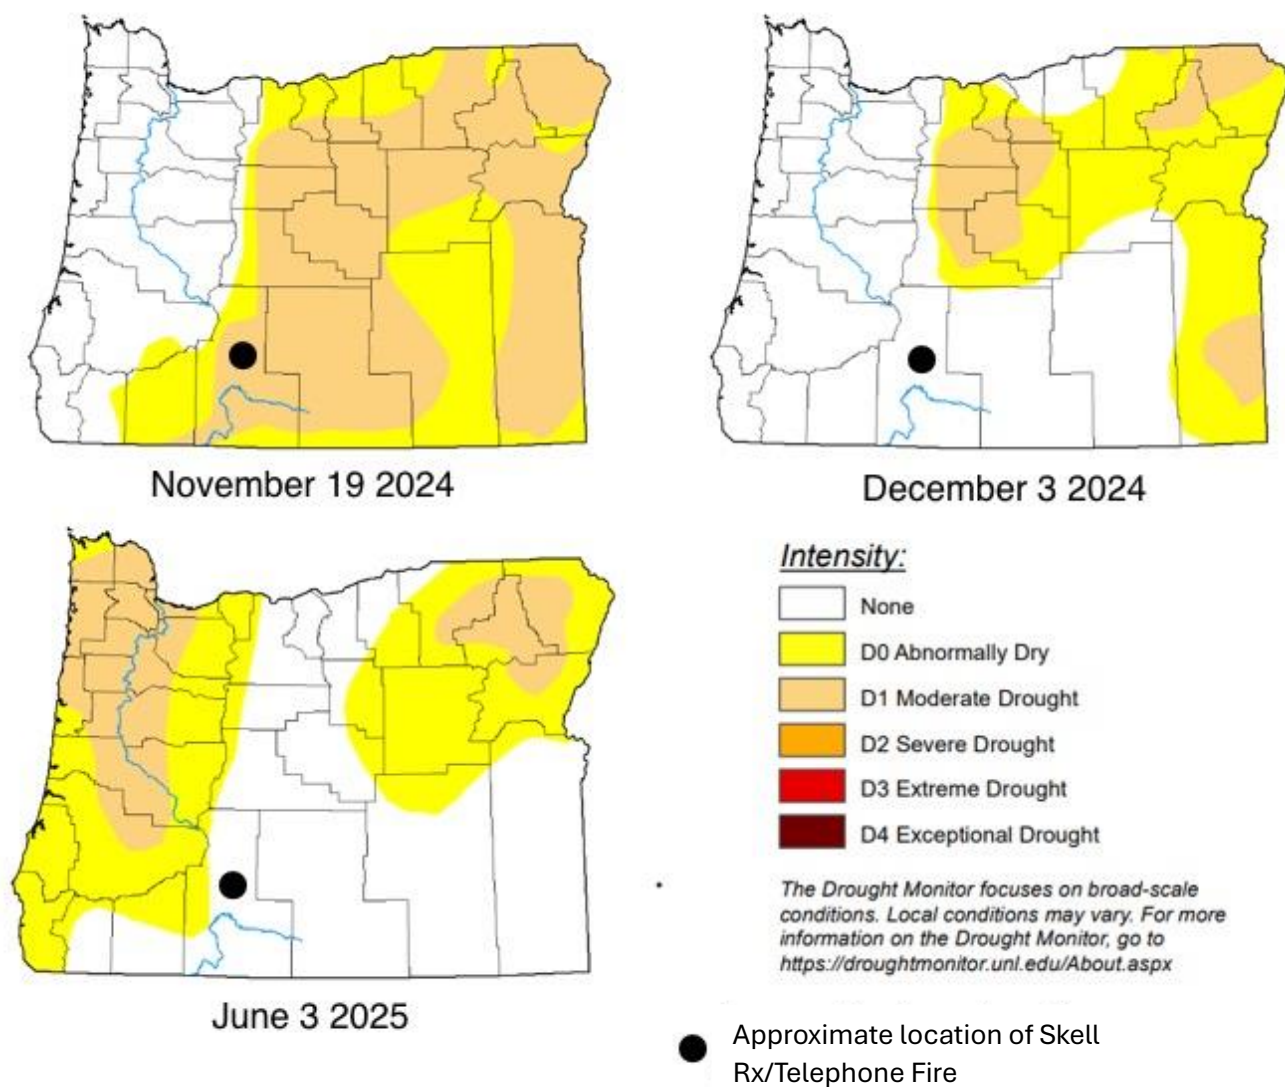 November 19 2024
December 3 2024
June 3 2025
Intensity:
None
D0 Abnormally Dry
D1 Moderate Drought
D2 Severe Drought
D3 Extreme Drought
D4 Exceptional Drought
The Drought Monitor focuses on broad-scale
conditions. Local conditions may vary. For more
information on the Drought Monitor, go to
https://droughtmonitor.unl.edu/About.aspx
Approximate location of Skell
Rx/Telephone Fire